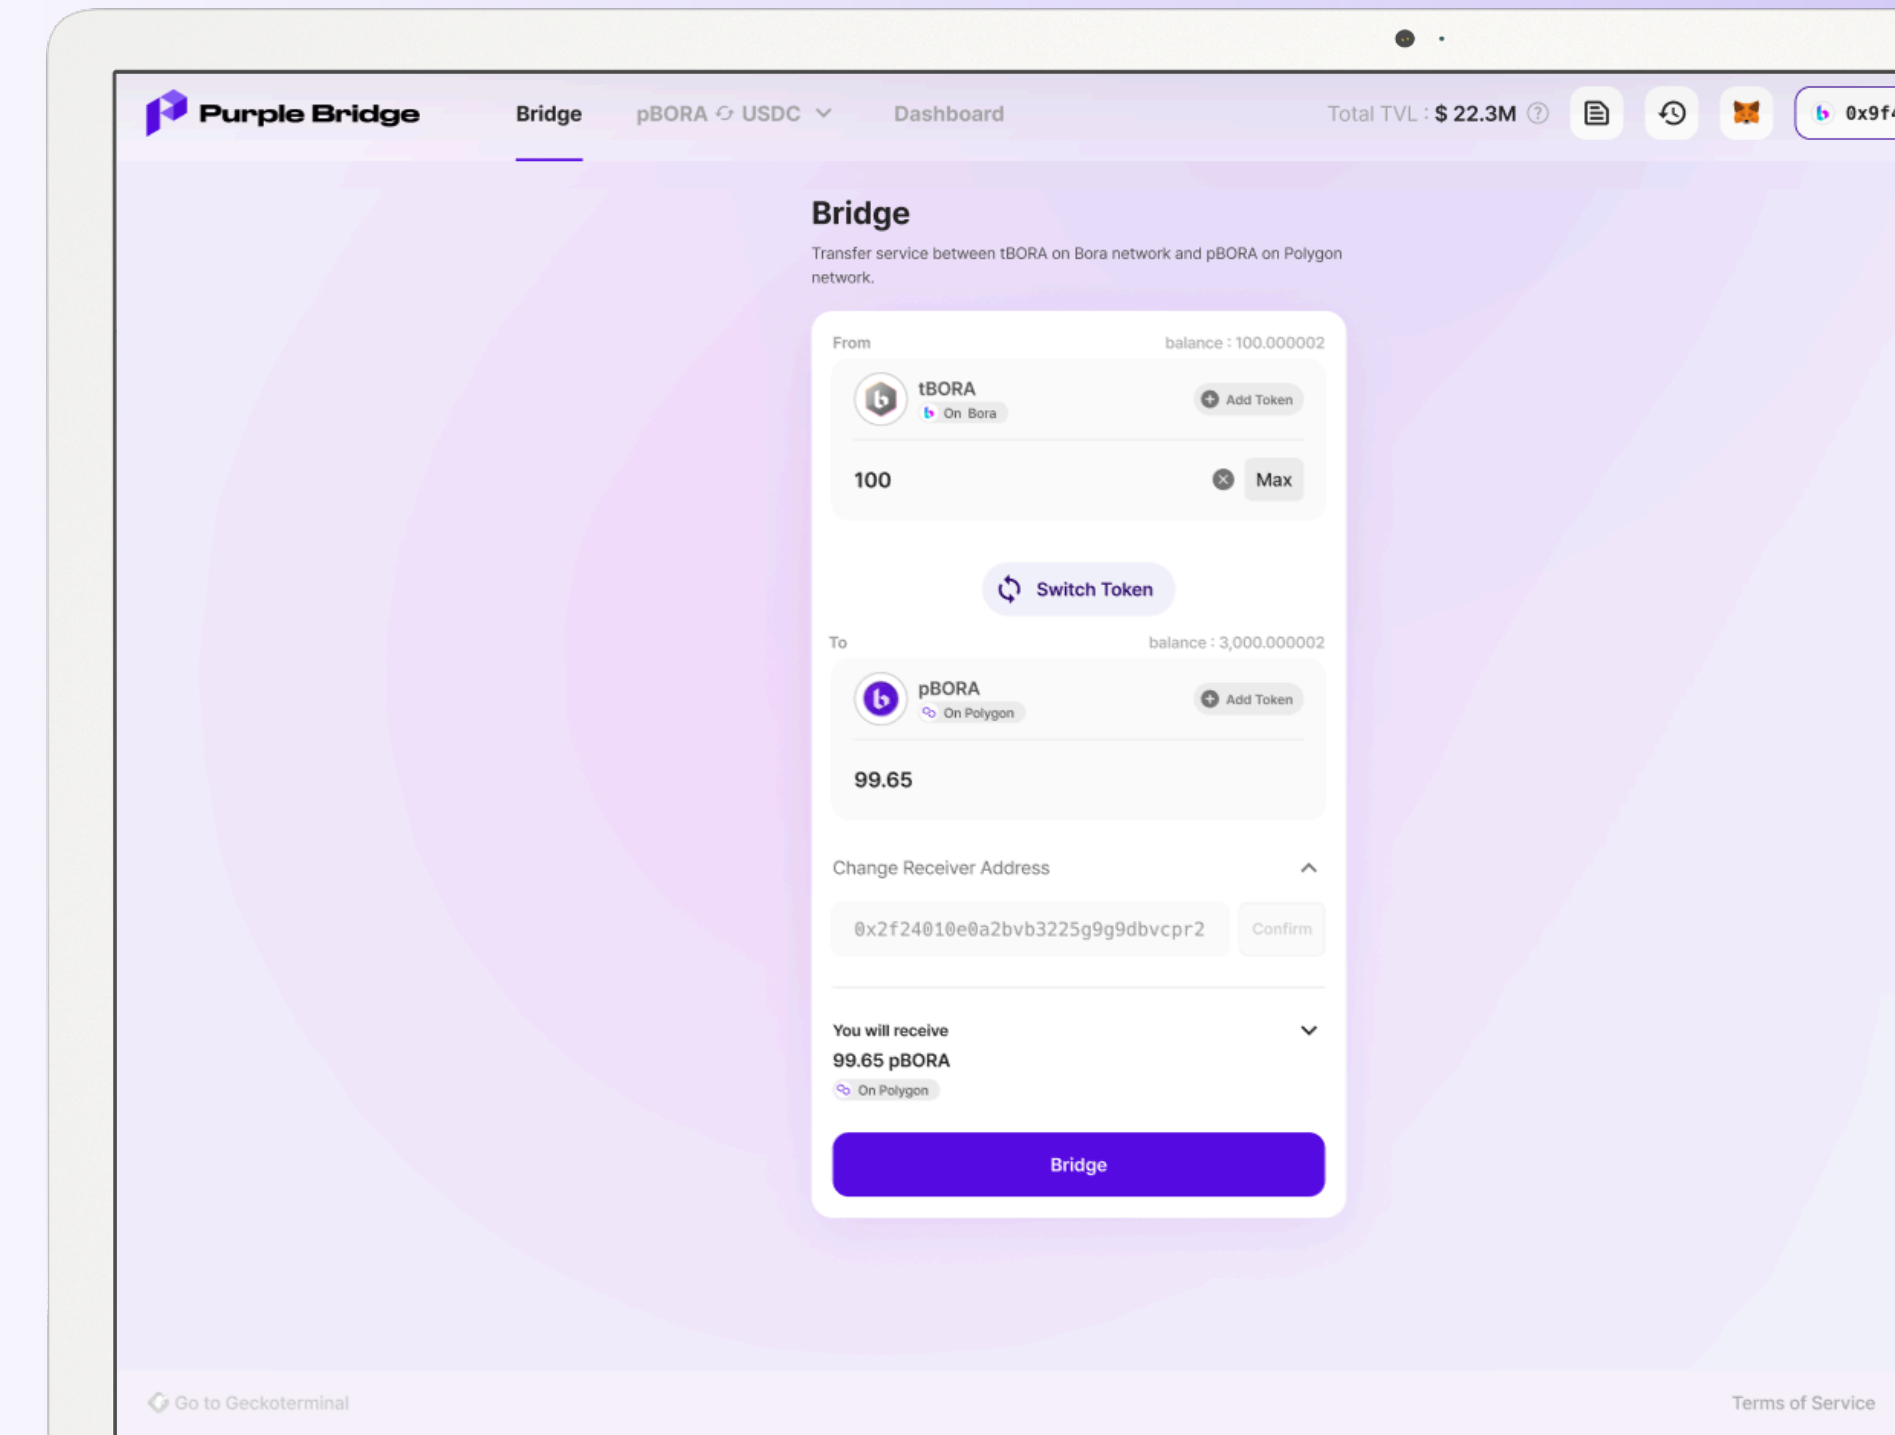 Purple Bridge
Bridge
pBORA USDC
Dashboard
Total TVL : $ 22.3M ?
0x9f4
Bridge
Transfer service between tBORA on Bora network and pBORA on Polygon
network.
From
balance : 100.000002
tBORA
On Bora
Add Token
100
Max
Switch Token
To
balance : 3,000.000002
pBORA
On Polygon
Add Token
99.65
Change Receiver Address
0x2f24010e0a2bvb3225g9g9dbvcpr2
Confirm
You will receive
99.65 pBORA
On Polygon
Bridge
Go to Geckoterminal
Terms of Service